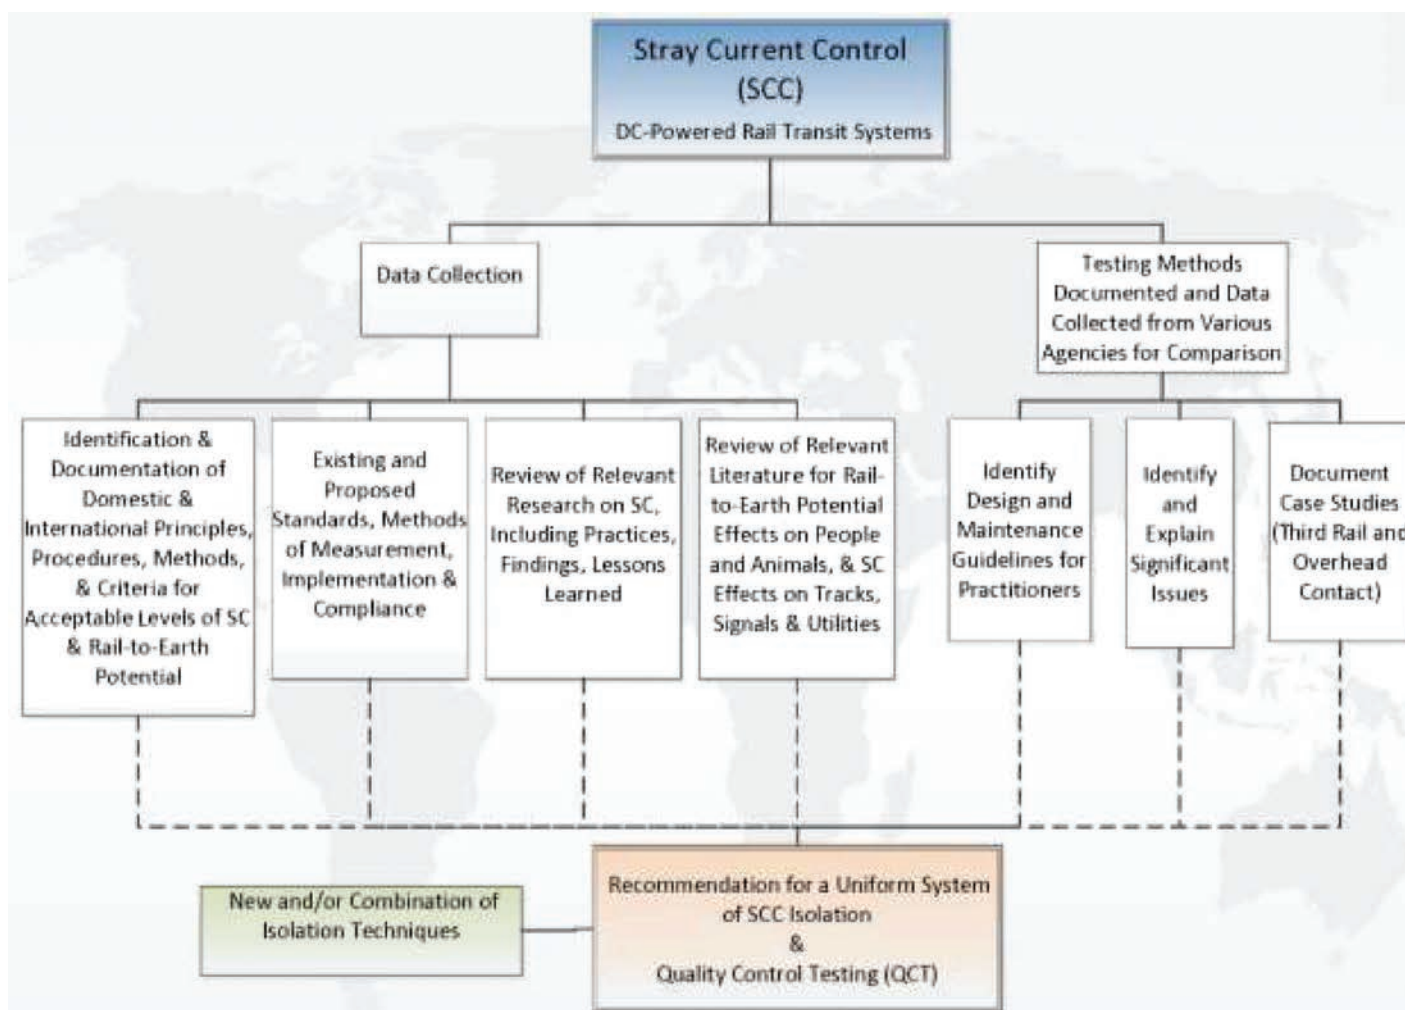 Stray Current Control
(SCC)
DC-Powered Rail Transit Systems
Data Collection
Testing Methods
Documented and Data
Collected from Various
Agencies for Comparison
Identification &
Documentation of
Domestic &
International Principles,
Procedures, Methods,
& Criteria for
Acceptable Levels of SC
& Rail-to-Earth
Potential
Existing and
Proposed
Standards, Methods
of Measurement,
Implementation &
Compliance
Review of Relevant
Research on SC,
Including Practices,
Findings, Lessons
Learned
Review of Relevant
Literature for Rail-
to-Earth Potential
Effects on People
and Animals, & SC
Effects on Tracks,
Signals & Utilities
Identify
Design and
Maintenance
Guidelines for
Practitioners
Identify
and
Explain
Significant
Issues
Document
Case Studies
(Third Rail and
Overhead
Contact)
New and/or Combination of
Isolation Techniques
Recommendation for a Uniform System
of SCC Isolation
&
Quality Control Testing (QCT)